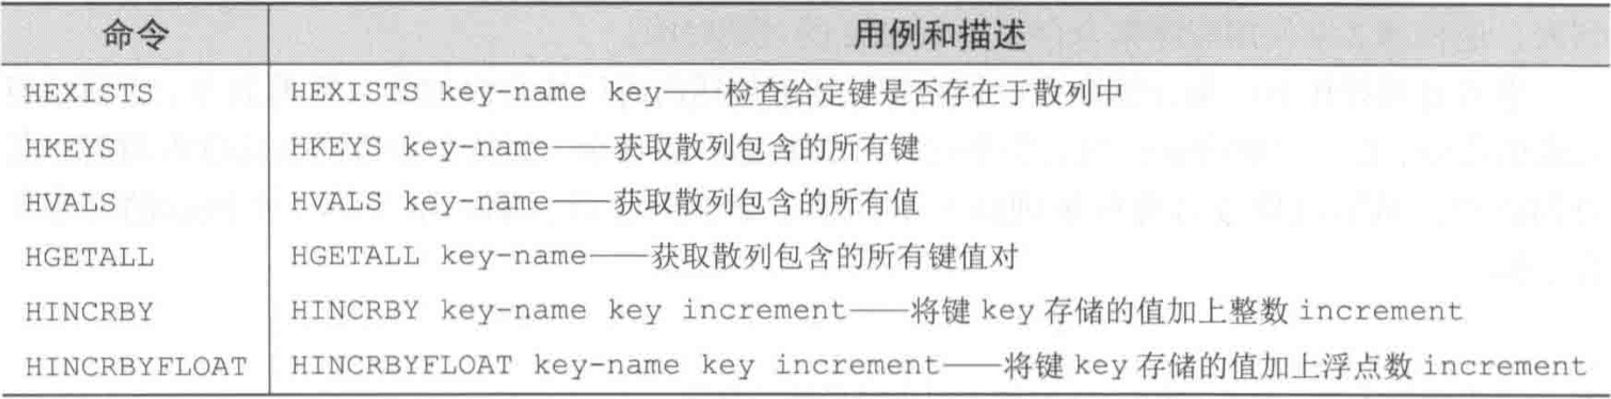 命令 用例和描述
HEXISTS HEXISTS key-name key——检查给定键是否存在于散列中
HKEYS HKEYS key-name——获取散列包含的所有键
HVALS HVALS key-name——获取散列包含的所有值
HGETALL HGETALL key-name——获取散列包含的所有键值对
HINCRBY HINCRBY key-name key increment——将键 key 存储的值加上整数 increment
HINCRBYFLOAT HINCRBYFLOAT key-name key increment——将键 key 存储的值加上浮点数 increment